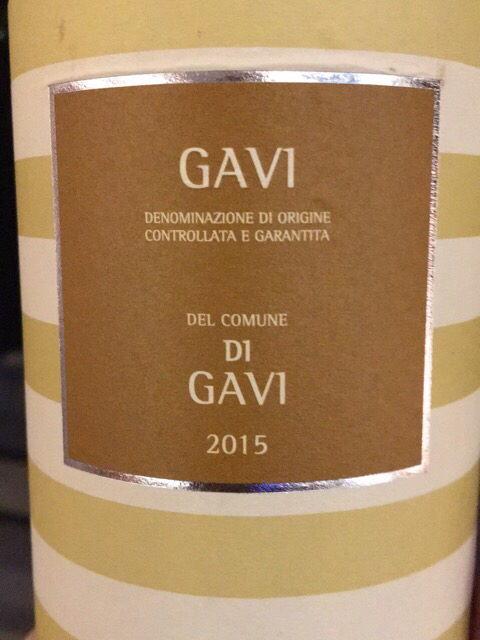 GAVI
DENOMINAZIONE DI ORIGINE
CONTROLLATA E GARANTITA
DEL COMUNE
DI
GAVI
2015